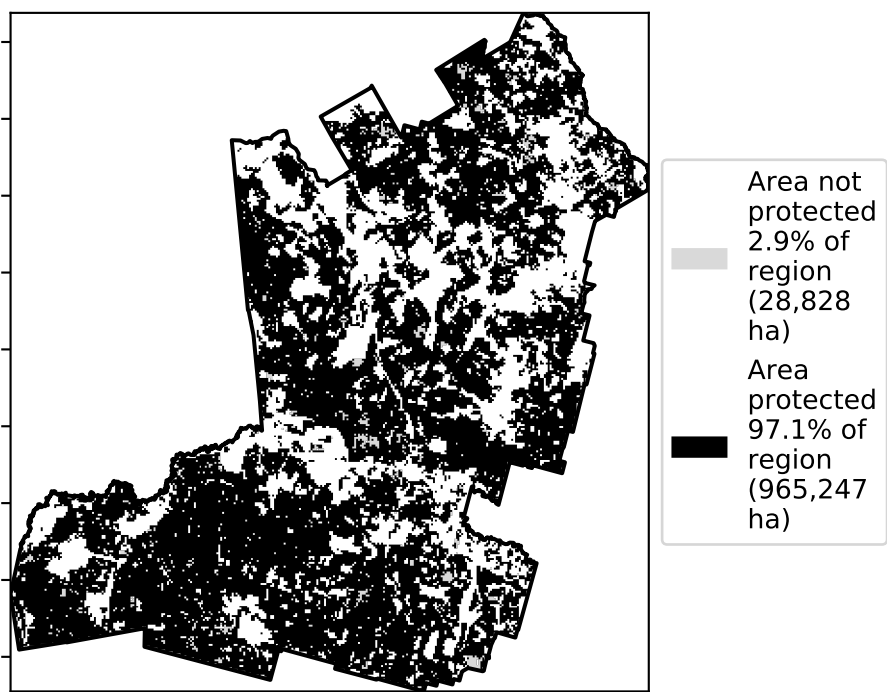 Area not
protected
2.9% of
region
(28,828
ha)
Area
protected
97.1% of
region
(965,247
ha)